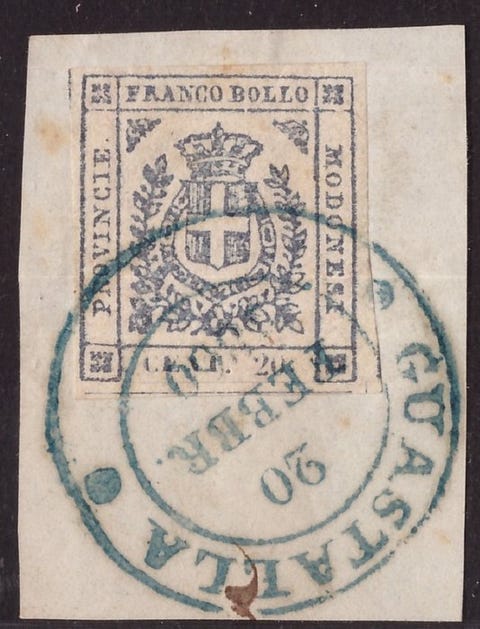 FRANCO BOLLO
PROVINCIE.
MODONESI
CENT. 20
GUASTALLA
20
FEBBR.